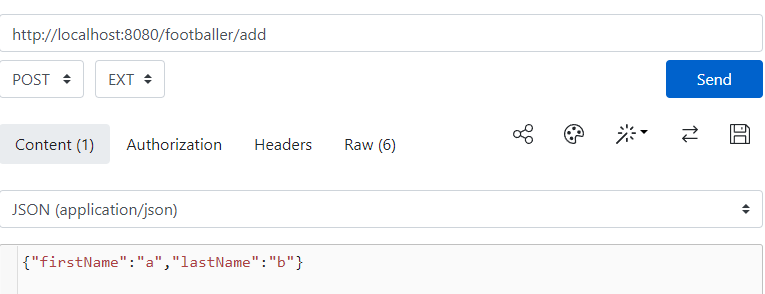 http://localhost:8080/footballer/add
POST EXT Send
Content (1) Authorization Headers Raw (6)
JSON (application/json)
{"firstName":"a","lastName":"b"}